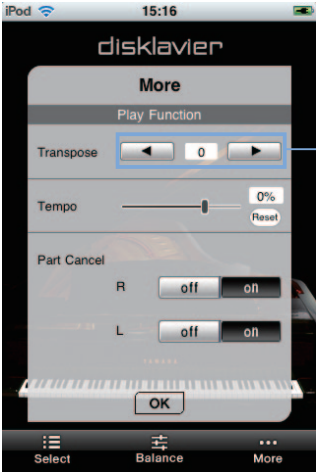 iPod 15:16
disklavier
More
Play Function
Transpose ◄ 0 ►
Tempo 0%
Reset
Part Cancel
R off on
L off on
YAMAHA
OK
Select Balance More